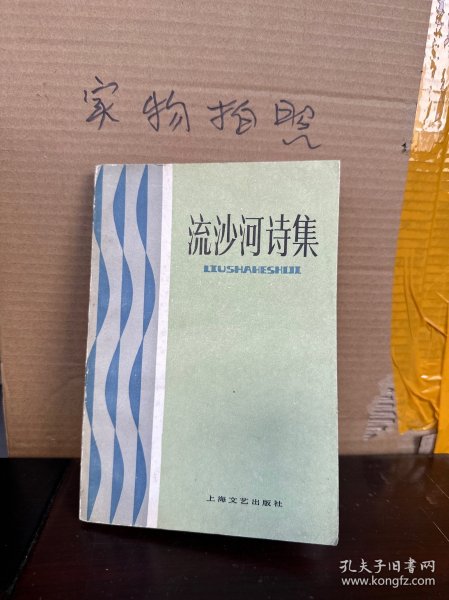 实物拍照
流沙河诗集
LIUSHAHESHIJI
上海文艺出版社
孔夫子旧书网
www.kongfz.com